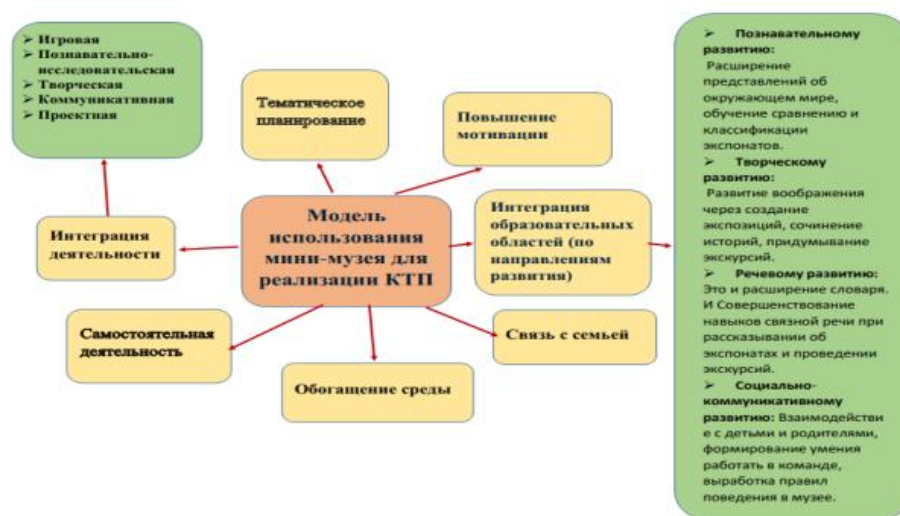 ➢ Игровая
➢ Познавательно-
исследовательская
➢ Творческая
➢ Коммуникативная
➢ Проектная
Тематическое
планирование
Повышение
мотивации
Интеграция
деятельности
Модель
использования
мини-музея для
реализации КТП
Интеграция
образовательных
областей (по
направлениям
развития)
Самостоятельная
деятельность
Обогащение среды
Связь с семьей
➢ Познавательному
развитию:
Расширение
представлений об
окружающем мире,
обучение сравнению и
классификации
экспонатов.
➢ Творческому
развитию:
Развитие воображения
через создание
экспозиций, сочинение
историй, придумывание
экскурсий.
➢ Речевому развитию:
Это и расширение словаря.
И Совершенствование
навыков связной речи при
рассказывании об
экспонатах и проведении
экскурсий.
➢ Социально-
коммуникативному
развитию: Взаимодействи
е с детьми и родителями,
формирование умения
работать в команде,
выработка правил
поведения в музее.